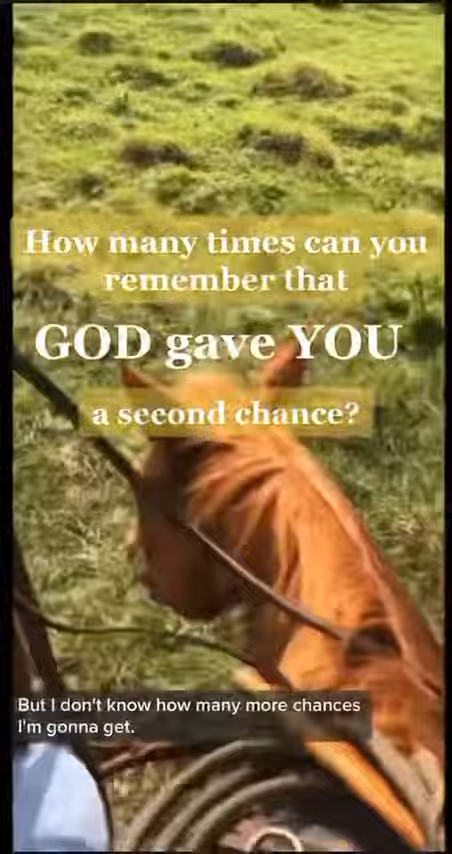 How many times can you
remember that
GOD gave YOU
a second chance?
But I don't know how many more chances
I'm gonna get.